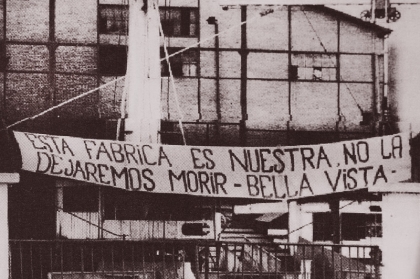 ESTA FABRICA ES NUESTRA, NO LA
DEJAREMOS MORIR - BELLA VISTA -